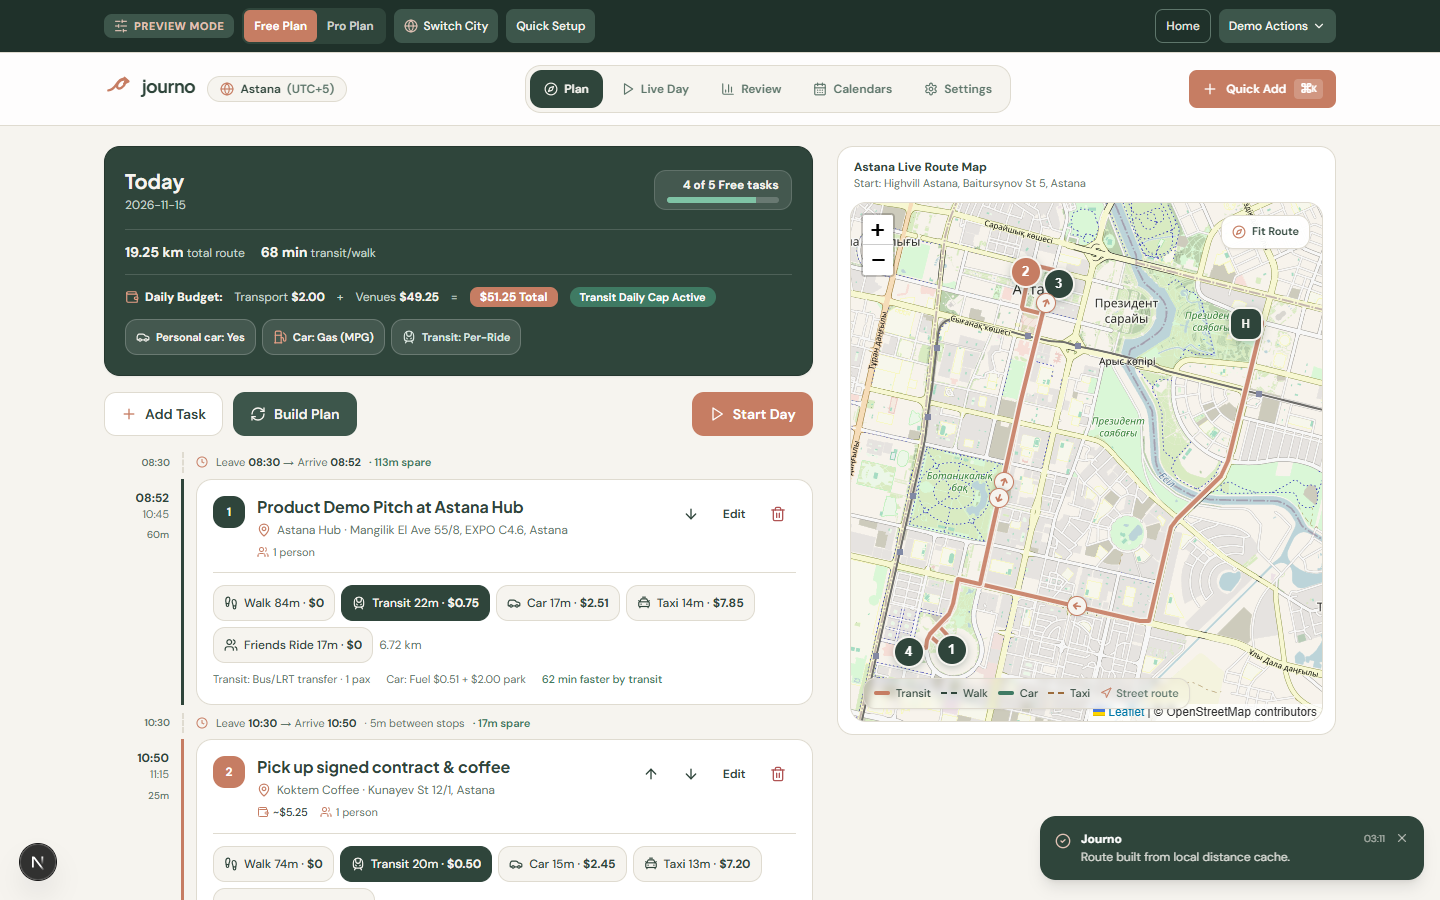 PREVIEW MODE
Free Plan
Pro Plan
Switch City
Quick Setup
Home
Demo Actions
journo
Astana (UTC+5)
Plan
Live Day
Review
Calendars
Settings
Quick Add ⌘K
Today
2026-11-15
4 of 5 Free tasks
19.25 km total route 68 min transit/walk
Daily Budget: Transport $2.00 + Venues $49.25 = $51.25 Total Transit Daily Cap Active
Personal car: Yes
Car: Gas (MPG)
Transit: Per-Ride
Add Task
Build Plan
Start Day
08:30
Leave 08:30 → Arrive 08:52 · 113m spare
08:52
10:45
60m
1
Product Demo Pitch at Astana Hub
Edit
Astana Hub · Mangilik El Ave 55/8, EXPO C4.6, Astana
1 person
Walk 84m · $0
Transit 22m · $0.75
Car 17m · $2.51
Taxi 14m · $7.85
Friends Ride 17m · $0
6.72 km
Transit: Bus/LRT transfer · 1 pax Car: Fuel $0.51 + $2.00 park 62 min faster by transit
10:30
Leave 10:30 → Arrive 10:50 · 5m between stops · 17m spare
10:50
11:15
25m
2
Pick up signed contract & coffee
Edit
Koktem Coffee · Kunayev St 12/1, Astana
~$5.25
1 person
Walk 74m · $0
Transit 20m · $0.50
Car 15m · $2.45
Taxi 13m · $7.20
N
Astana Live Route Map
Start: Highvill Astana, Baitursynov St 5, Astana
+
−
Fit Route
Сарайшық көшесі
2
3
Президент
сарайы
H
Сығанақ көшесі
Арыс көпірі
Президент
саябағы
Ботаникалық
бақ
4
1
Ұлы Дала даңғылы
Transit
Walk
Car
Taxi
Street route
Leaflet | © OpenStreetMap contributors
Journo
03:11
Route built from local distance cache.